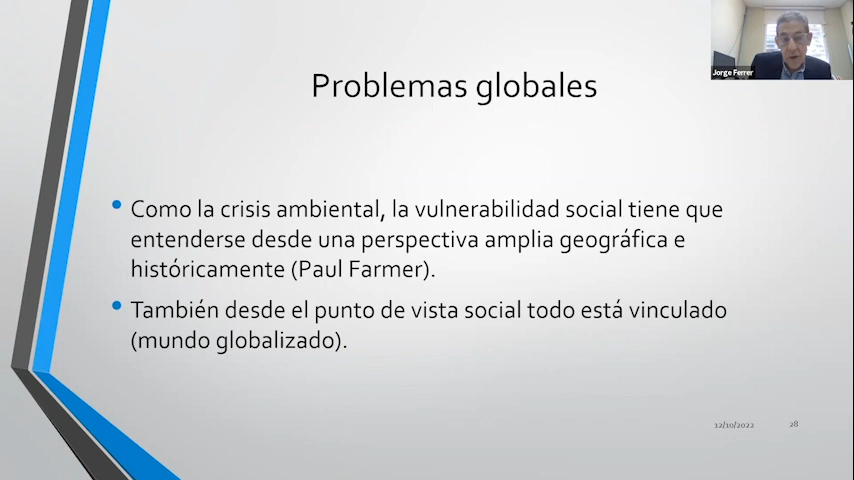 Jorge Ferrer
Problemas globales
• Como la crisis ambiental, la vulnerabilidad social tiene que
entenderse desde una perspectiva amplia geográfica e
históricamente (Paul Farmer).
• También desde el punto de vista social todo está vinculado
(mundo globalizado).
12/10/2022
28